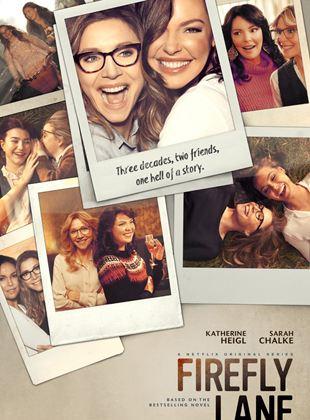 Three decades, two friends,
one hell of a story.
KATHERINE HEIGL
SARAH CHALKE
A NETFLIX ORIGINAL SERIES
FIREFLY
BASED ON THE
BESTSELLING NOVEL
LANE